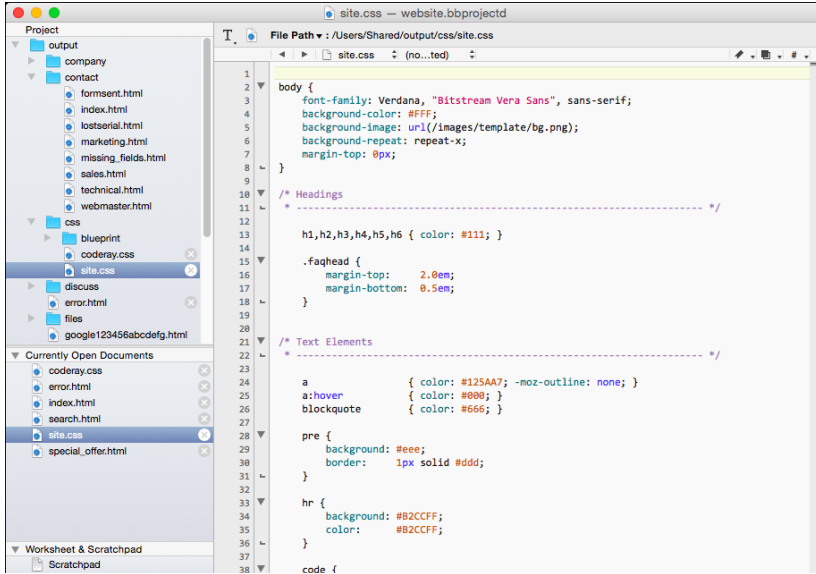 site.css — website.bbprojectd
Project
output
company
contact
formsent.html
index.html
lostserial.html
marketing.html
missing_fields.html
sales.html
technical.html
webmaster.html
css
blueprint
coderay.css
site.css
discuss
error.html
files
google123456abcdefg.html
Currently Open Documents
coderay.css
error.html
index.html
search.html
site.css
special_offer.html
Worksheet & Scratchpad
Scratchpad
T. File Path ▾ : /Users/Shared/output/css/site.css
site.css (no...ted) #
1
2 body {
3 font-family: Verdana, "Bitstream Vera Sans", sans-serif;
4 background-color: #FFF;
5 background-image: url(/images/template/bg.png);
6 background-repeat: repeat-x;
7 margin-top: 0px;
8 }
9
10 /* Headings
11 * --------------------------------------------------------------------- */
12
13 h1,h2,h3,h4,h5,h6 { color: #111; }
14
15 .faqhead {
16 margin-top: 2.0em;
17 margin-bottom: 0.5em;
18 }
19
20
21 /* Text Elements
22 * --------------------------------------------------------------------- */
23
24 a { color: #125AA7; -moz-outline: none; }
25 a:hover { color: #000; }
26 blockquote { color: #666; }
27
28 pre {
29 background: #eee;
30 border: 1px solid #ddd;
31 }
32
33 hr {
34 background: #B2CCFF;
35 color: #B2CCFF;
36 }
37
38 code {